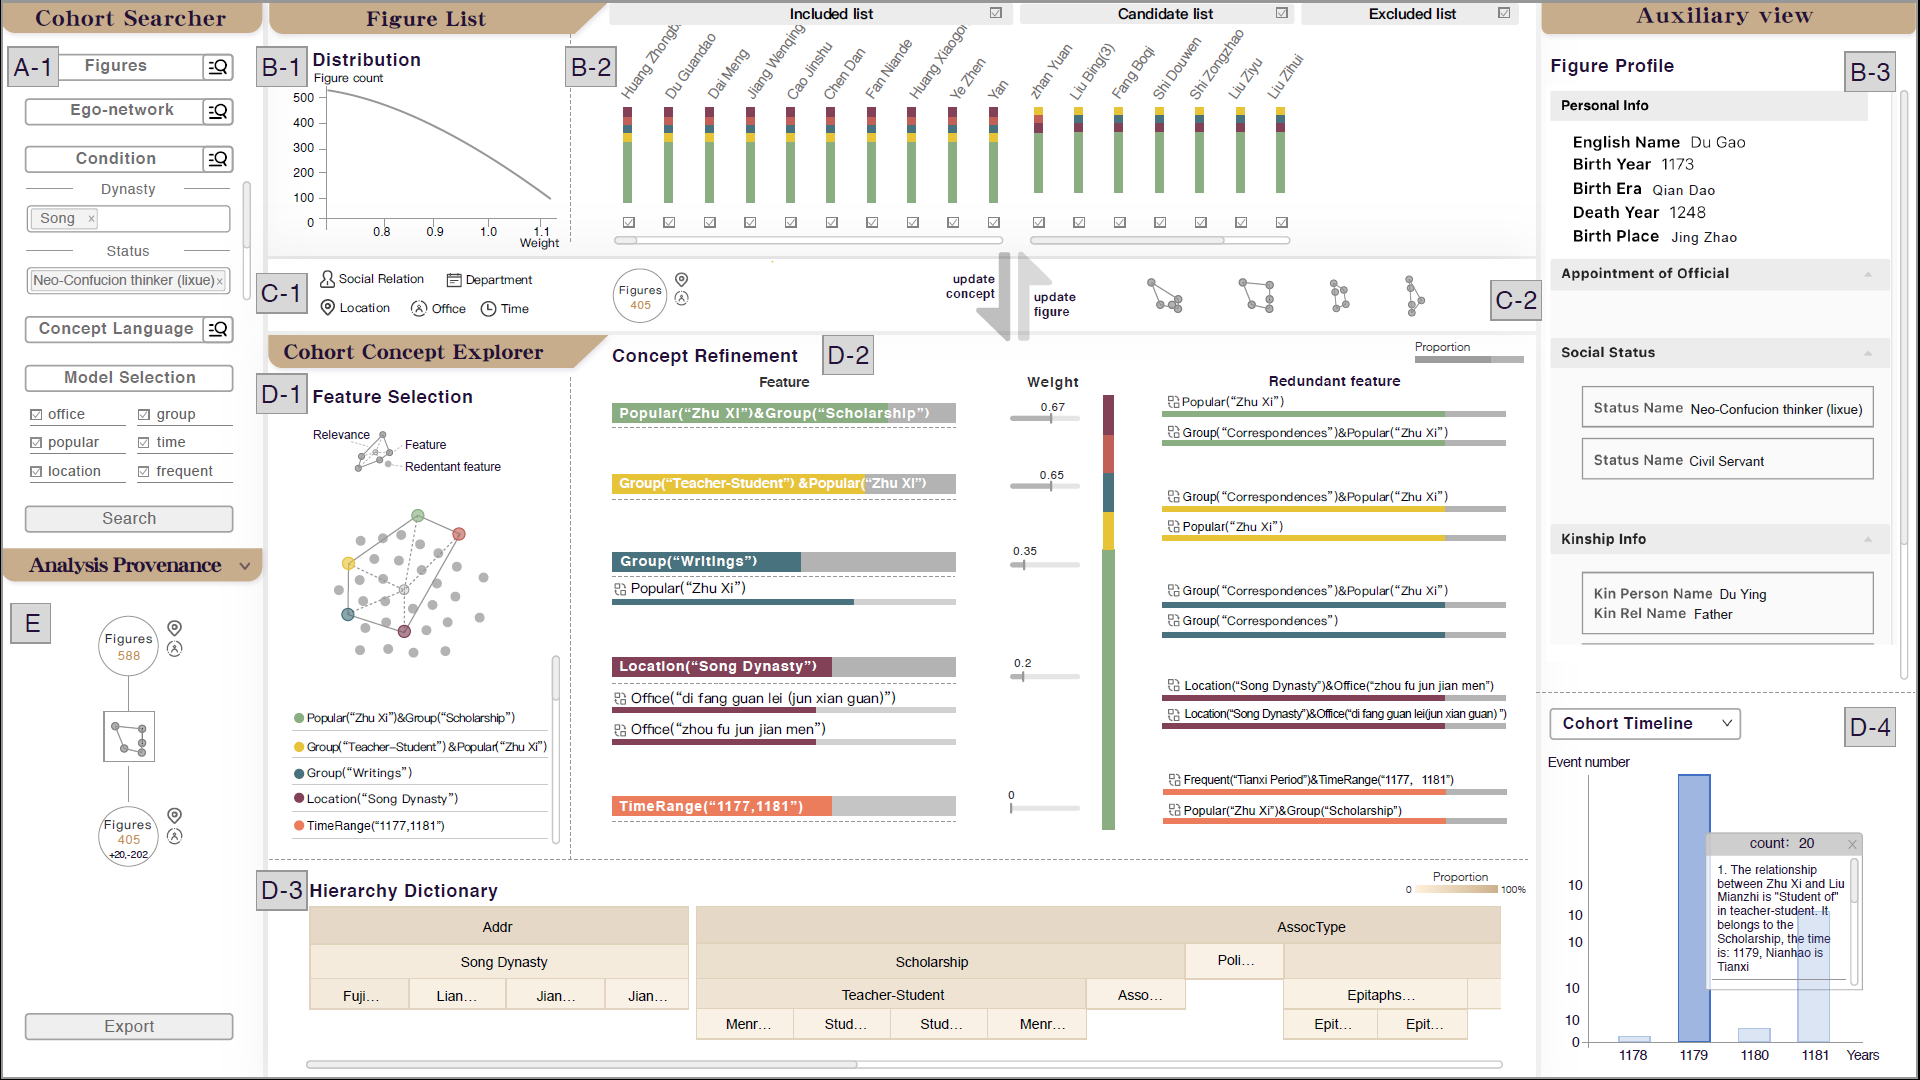 Cohort Searcher
A-1
Figures
Ego-network
Condition
Dynasty
Song ×
Status
Neo-Confucion thinker (lixue)×
Concept Language
Model Selection
office
group
popular
time
location
frequent
Search
Analysis Provenance
E
Figures
588
Figures
405
+20,-202
Export
Figure List
B-1
Distribution
Figure count
500
400
300
200
100
0
0.8
0.9
1.0
1.1
Weight
B-2
Included list
Candidate list
Excluded list
Huang Zhongb
Du Guandao
Dai Meng
Jiang Wenqing
Cao Jinshu
Chen Dan
Fan Niande
Huang Xiaogo
Ye Zhen
Yan
zhan Yuan
Liu Bing(3)
Fang Boqi
Shi Douwen
Shi Zongzhao
Liu Ziyu
Liu Zihui
C-1
Social Relation
Department
Location
Office
Time
Figures
405
update
concept
update
figure
C-2
Cohort Concept Explorer
D-1
Feature Selection
Relevance
Feature
Redentant feature
Popular(“Zhu Xi”)&Group(“Scholarship”)
Group(“Teacher–Student”) &Popular(“Zhu Xi”)
Group(“Writings”)
Location(“Song Dynasty”)
TimeRange(“1177,1181”)
Concept Refinement
D-2
Proportion
Feature
Weight
Redundant feature
Popular(“Zhu XI”)&Group(“Scholarship”)
0.67
Popular(“Zhu Xi”)
Group(“Correspondences”)&Popular(“Zhu Xi”)
Group(“Teacher-Student”) &Popular(“Zhu XI”)
0.65
Group(“Correspondences”)&Popular(“Zhu Xi”)
Popular(“Zhu Xi”)
Group(“Writings”)
0.35
Popular(“Zhu Xi”)
Group(“Correspondences”)&Popular(“Zhu Xi”)
Group(“Correspondences”)
Location(“Song Dynasty”)
0.2
Office(“di fang guan lei (jun xian guan)”)
Office(“zhou fu jun jian men”)
Location(“Song Dynasty”)&Office(“zhou fu jun jian men”)
Location(“Song Dynasty”)&Office(“di fang guan lei(jun xian guan) ”)
TimeRange(“1177,1181”)
0
Frequent(“Tianxi Period”)&TimeRange(“1177, 1181”)
Popular(“Zhu Xi”)&Group(“Scholarship”)
D-3
Hierarchy Dictionary
Proportion
0
100%
Addr
AssocType
Song Dynasty
Scholarship
Poli...
Fuji...
Lian...
Jian...
Jian...
Teacher-Student
Asso...
Epitaphs...
Menr...
Stud...
Stud...
Menr...
Epit...
Epit...
Auxiliary view
Figure Profile
B-3
Personal Info
English Name Du Gao
Birth Year 1173
Birth Era Qian Dao
Death Year 1248
Birth Place Jing Zhao
Appointment of Official
Social Status
Status Name Neo-Confucion thinker (lixue)
Status Name Civil Servant
Kinship Info
Kin Person Name Du Ying
Kin Rel Name Father
Cohort Timeline
D-4
Event number
10
10
10
10
10
0
1178
1179
1180
1181
Years
count: 20
1. The relationship
between Zhu Xi and Liu
Mianzhi is "Student of"
in teacher-student. It
belongs to the
Scholarship, the time
is: 1179, Nianhao is
Tianxi